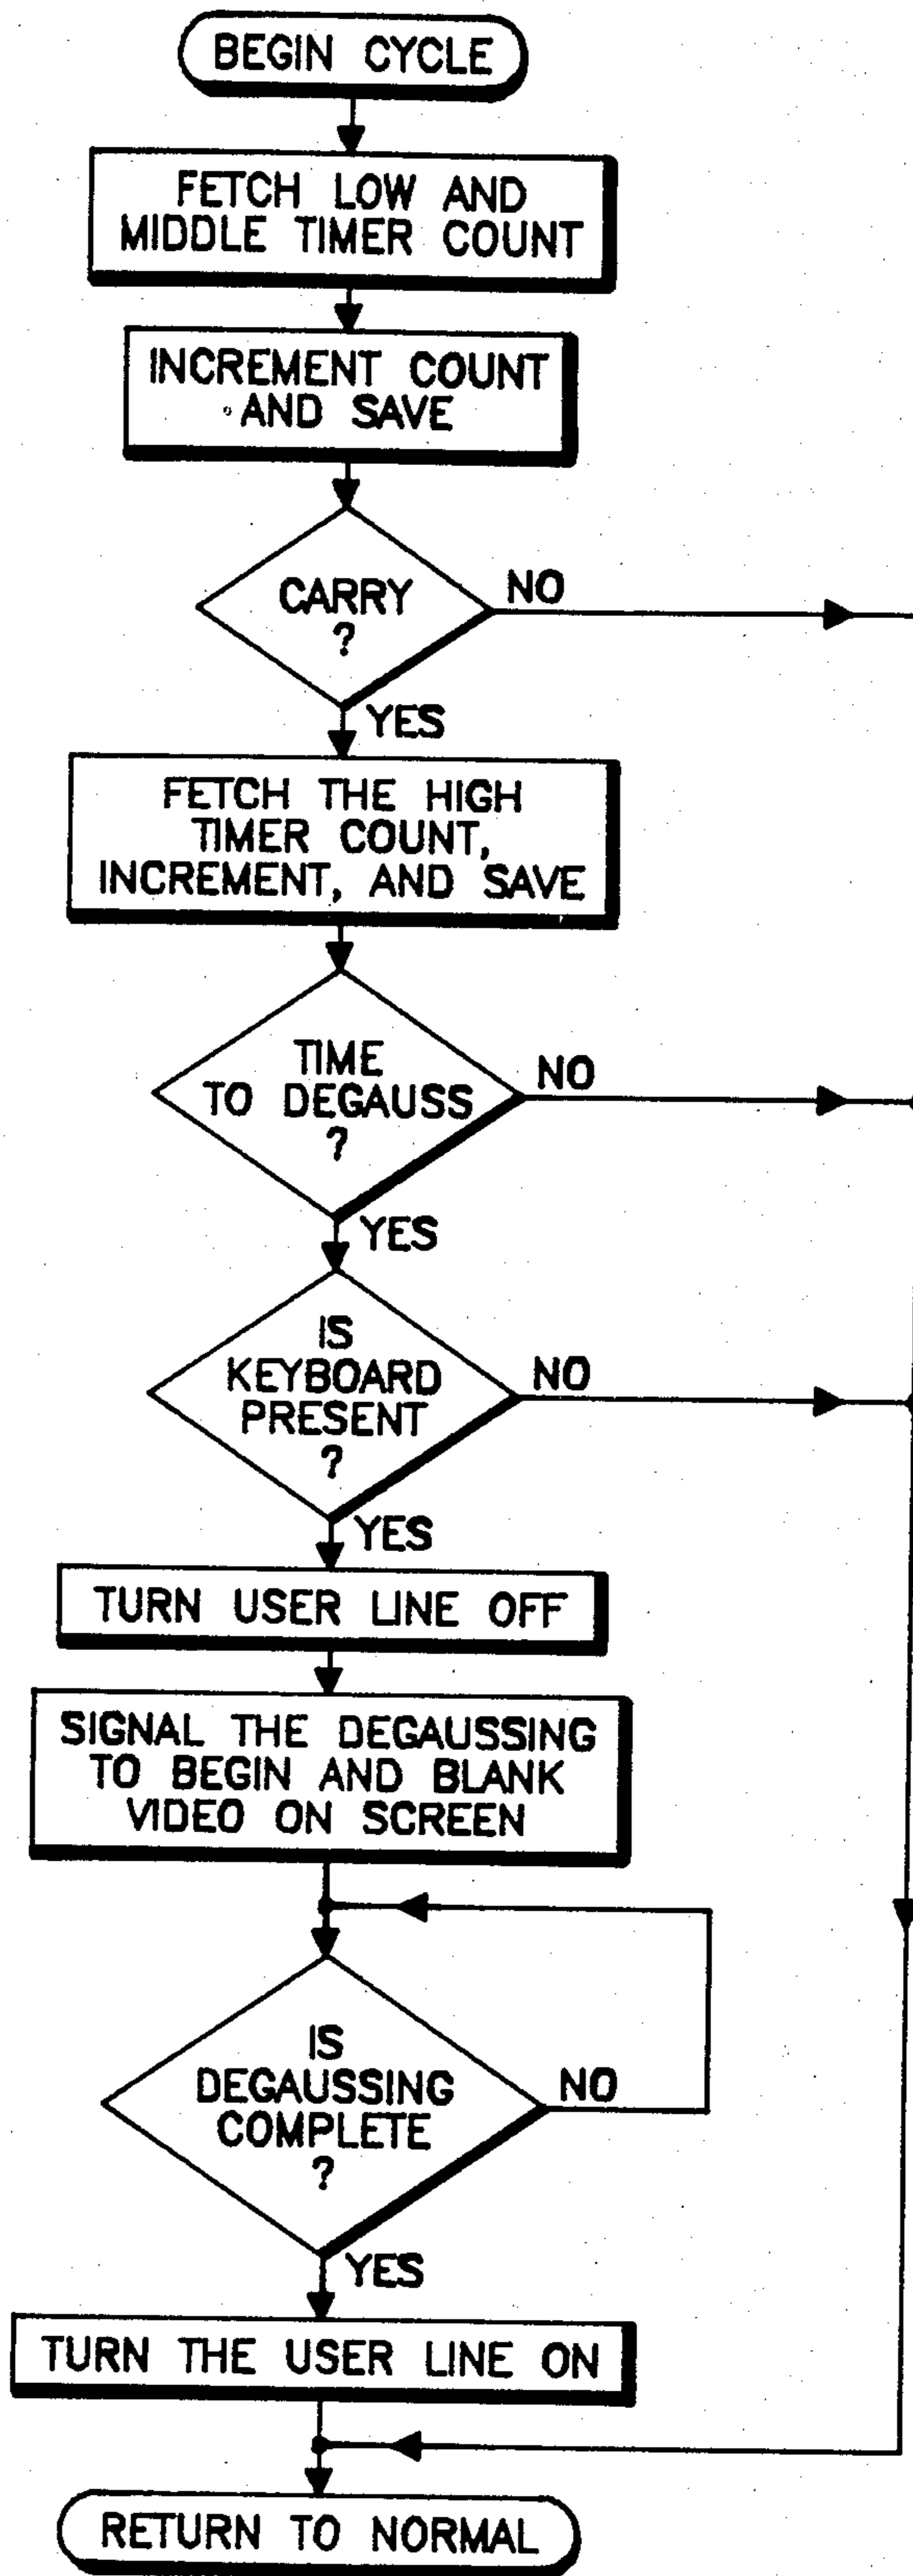 BEGIN CYCLE
FETCH LOW AND
MIDDLE TIMER COUNT
INCREMENT COUNT
AND SAVE
CARRY
?
NO
YES
FETCH THE HIGH
TIMER COUNT,
INCREMENT, AND SAVE
TIME
TO DEGAUSS
?
NO
YES
IS
KEYBOARD
PRESENT
?
NO
YES
TURN USER LINE OFF
SIGNAL THE DEGAUSSING
TO BEGIN AND BLANK
VIDEO ON SCREEN
IS
DEGAUSSING
COMPLETE
?
NO
YES
TURN THE USER LINE ON
RETURN TO NORMAL